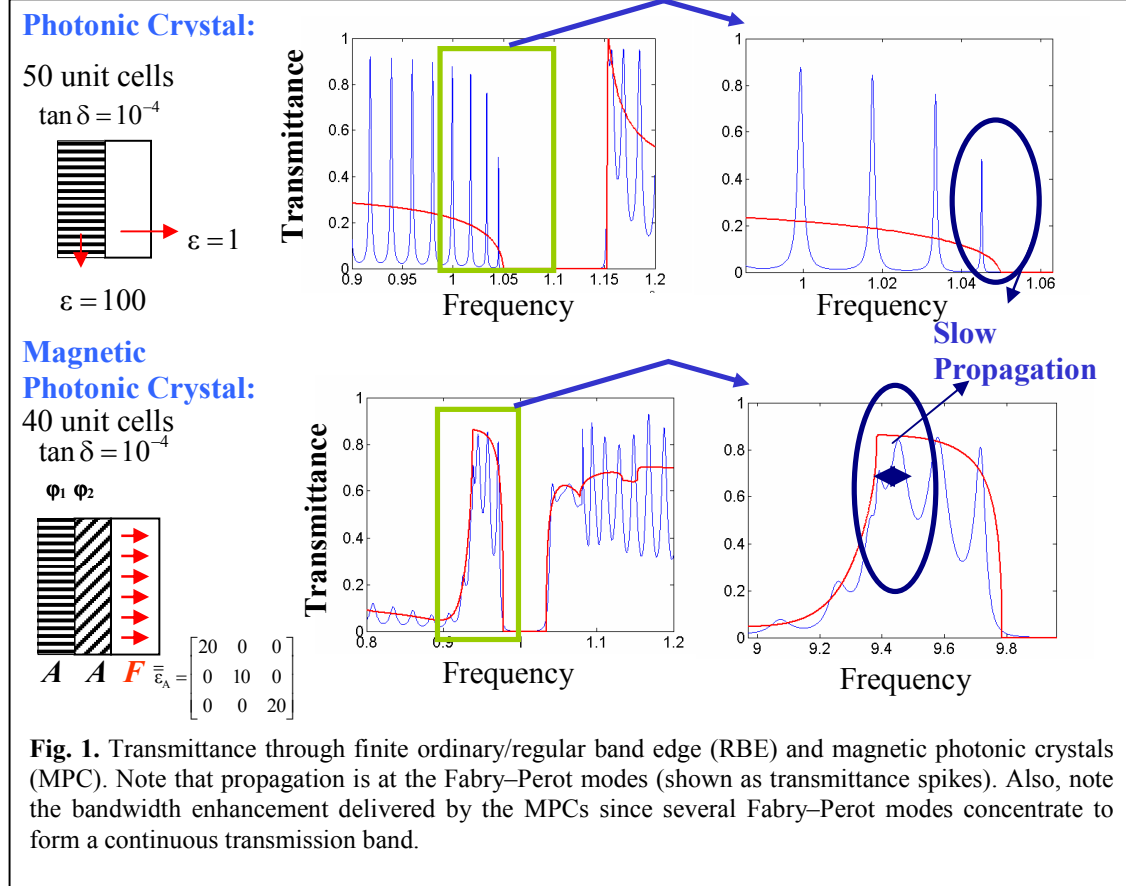 Photonic Crystal:
50 unit cells
tan δ = 10⁻⁴
ε = 1
ε = 100
Transmittance
1
0.8
0.6
0.4
0.2
0
0.9 0.95 1 1.05 1.1 1.15 1.2
Frequency
1
0.8
0.6
0.4
0.2
0
1 1.02 1.04 1.06
Frequency
Slow
Propagation
Magnetic
Photonic Crystal:
40 unit cells
tan δ = 10⁻⁴
φ₁ φ₂
A A F
ε̿_A = [20 0 0
0 10 0
0 0 20]
Transmittance
1
0.8
0.6
0.4
0.2
0
0.8 0.9 1 1.1 1.2
Frequency
1
0.8
0.6
0.4
0.2
0
9 9.2 9.4 9.6 9.8
Frequency
Fig. 1. Transmittance through finite ordinary/regular band edge (RBE) and magnetic photonic crystals
(MPC). Note that propagation is at the Fabry–Perot modes (shown as transmittance spikes). Also, note
the bandwidth enhancement delivered by the MPCs since several Fabry–Perot modes concentrate to
form a continuous transmission band.